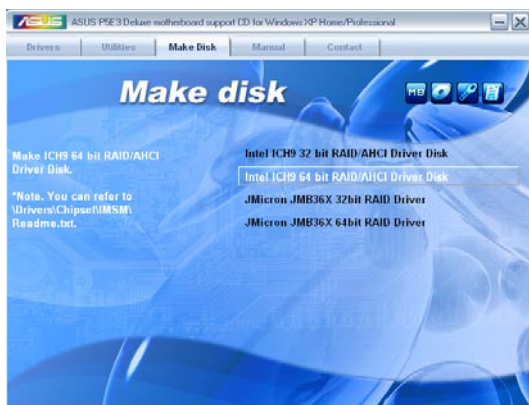 ASUS ASUS P5E3 Deluxe motherboard support CD for Windows XP Home/Professional
Drivers Utilities Make Disk Manual Contact
Make disk
MB
Make ICH9 64 bit RAID/AHCI
Driver Disk.
*Note. You can refer to
\Drivers\Chipset\IMSM\
Readme.txt.
Intel ICH9 32 bit RAID/AHCI Driver Disk
Intel ICH9 64 bit RAID/AHCI Driver Disk
JMicron JMB36X 32bit RAID Driver
JMicron JMB36X 64bit RAID Driver